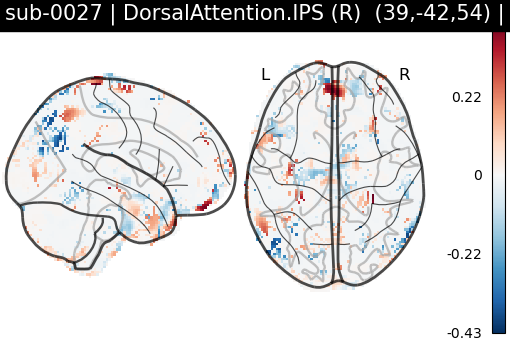 sub-0027 | DorsalAttention.IPS (R) (39,-42,54) |
L
R
0.22
0
-0.22
-0.43